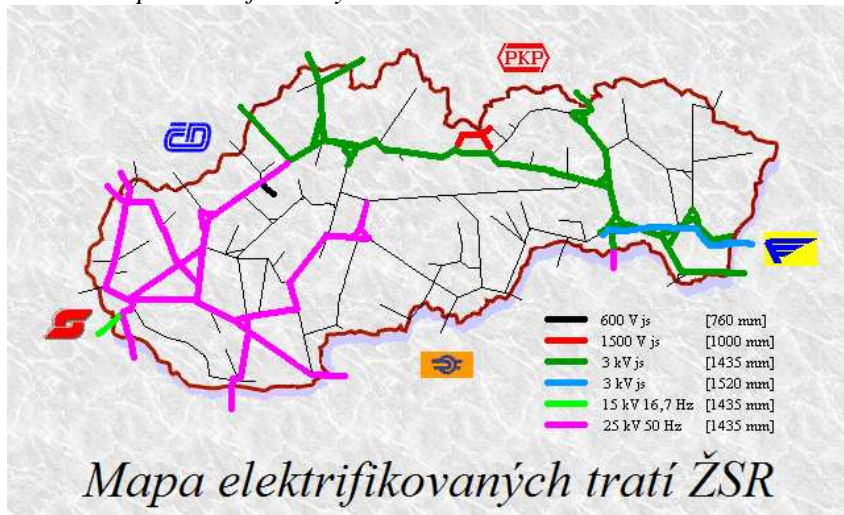 PKP
ČD
600 V js [760 mm]
1500 V js [1000 mm]
3 kV js [1435 mm]
3 kV js [1520 mm]
15 kV 16,7 Hz [1435 mm]
25 kV 50 Hz [1435 mm]
Mapa elektrifikovaných tratí ŽSR